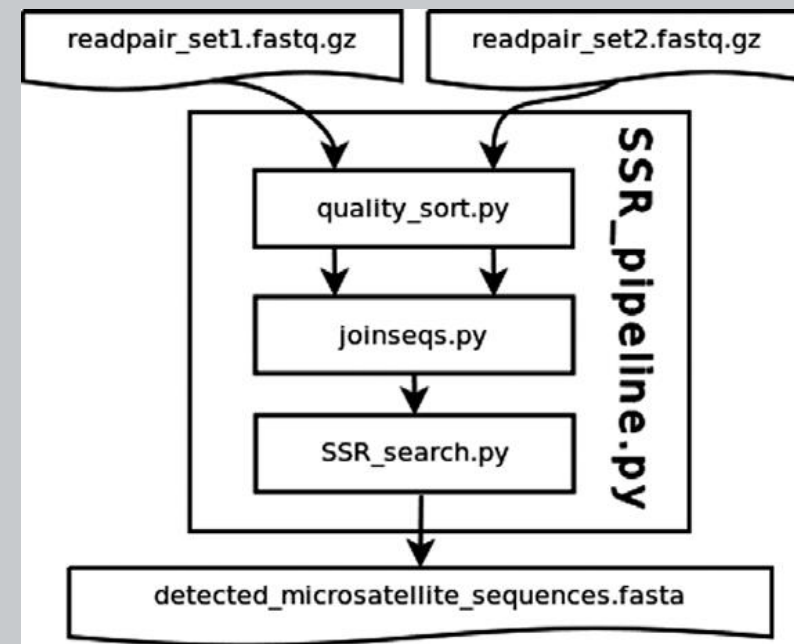 readpair_set1.fastq.gz
readpair_set2.fastq.gz
SSR_pipeline.py
quality_sort.py
joinseqs.py
SSR_search.py
detected_microsatellite_sequences.fasta